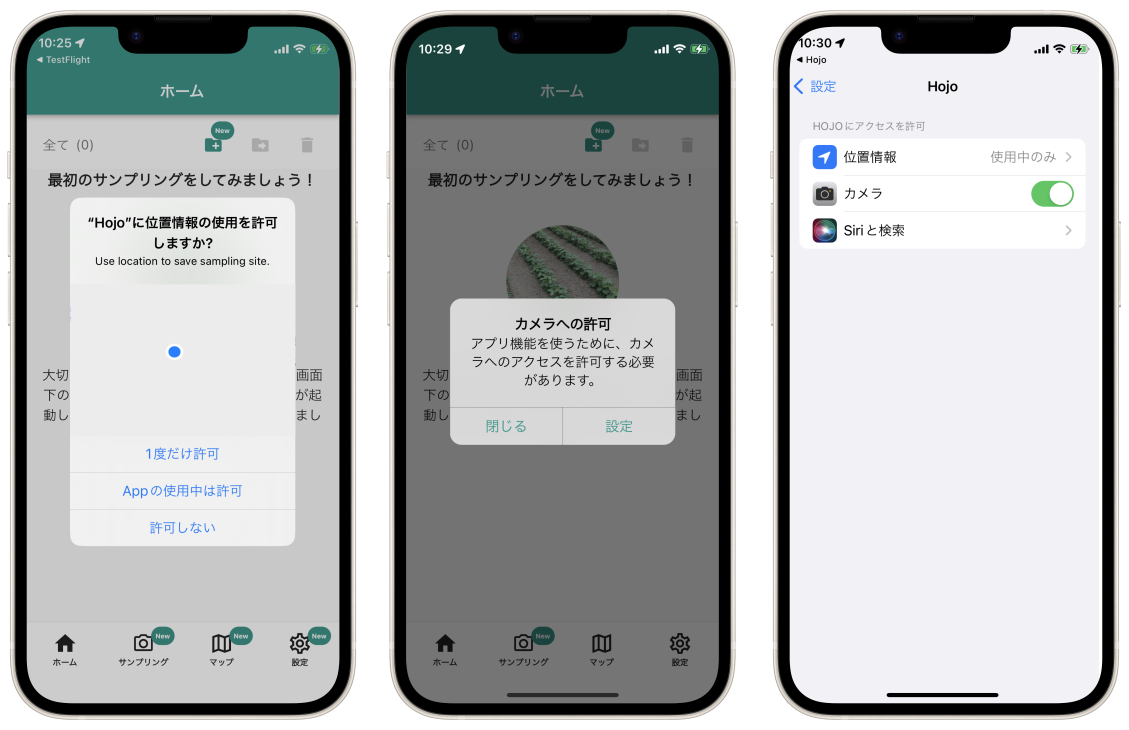 10:25
◀ TestFlight
ホーム
全て (0)
New
最初のサンプリングをしてみましょう！
“Hojo”に位置情報の使用を許可
しますか?
Use location to save sampling site.
大切
画面
下の
が起
動し
まし
1度だけ許可
Appの使用中は許可
許可しない
New
New
New
ホーム
サンプリング
マップ
設定
10:29
ホーム
全て (0)
New
最初のサンプリングをしてみましょう！
カメラへの許可
アプリ機能を使うために、カメ
ラへのアクセスを許可する必要
があります。
大切
画面
下の
が起
動し
まし
閉じる
設定
New
ホーム
サンプリング
マップ
設定
10:30
◀ Hojo
設定
Hojo
HOJOにアクセスを許可
位置情報
使用中のみ
カメラ
Siriと検索